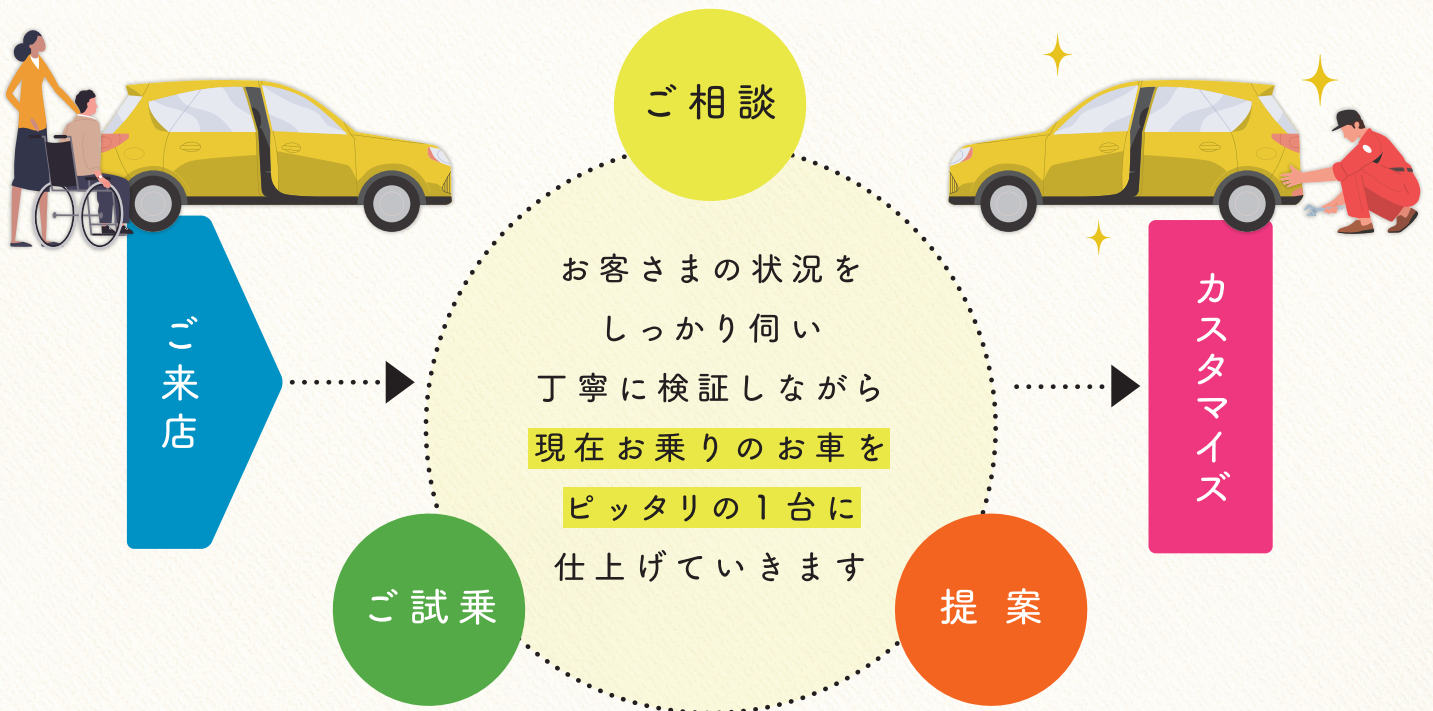 ご来店
ご相談
お客さまの状況を
しっかり伺い
丁寧に検証しながら
現在お乗りのお車を
ピッタリの1台に
仕上げていきます
ご試乗
提案
カスタマイズ